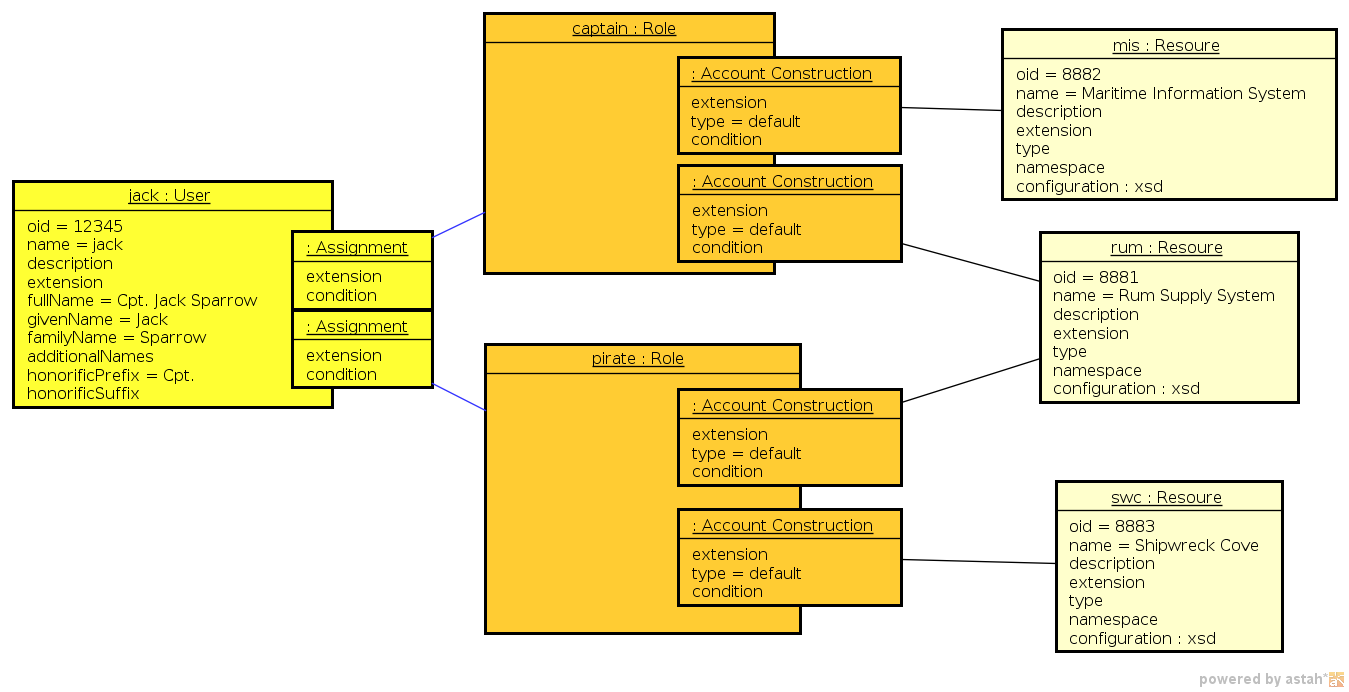 jack : User
oid = 12345
name = jack
description
extension
fullName = Cpt. Jack Sparrow
givenName = Jack
familyName = Sparrow
additionalNames
honorificPrefix = Cpt.
honorificSuffix
: Assignment
extension
condition
: Assignment
extension
condition
captain : Role
: Account Construction
extension
type = default
condition
: Account Construction
extension
type = default
condition
pirate : Role
: Account Construction
extension
type = default
condition
: Account Construction
extension
type = default
condition
mis : Resoure
oid = 8882
name = Maritime Information System
description
extension
type
namespace
configuration : xsd
rum : Resoure
oid = 8881
name = Rum Supply System
description
extension
type
namespace
configuration : xsd
swc : Resoure
oid = 8883
name = Shipwreck Cove
description
extension
type
namespace
configuration : xsd
powered by astah*